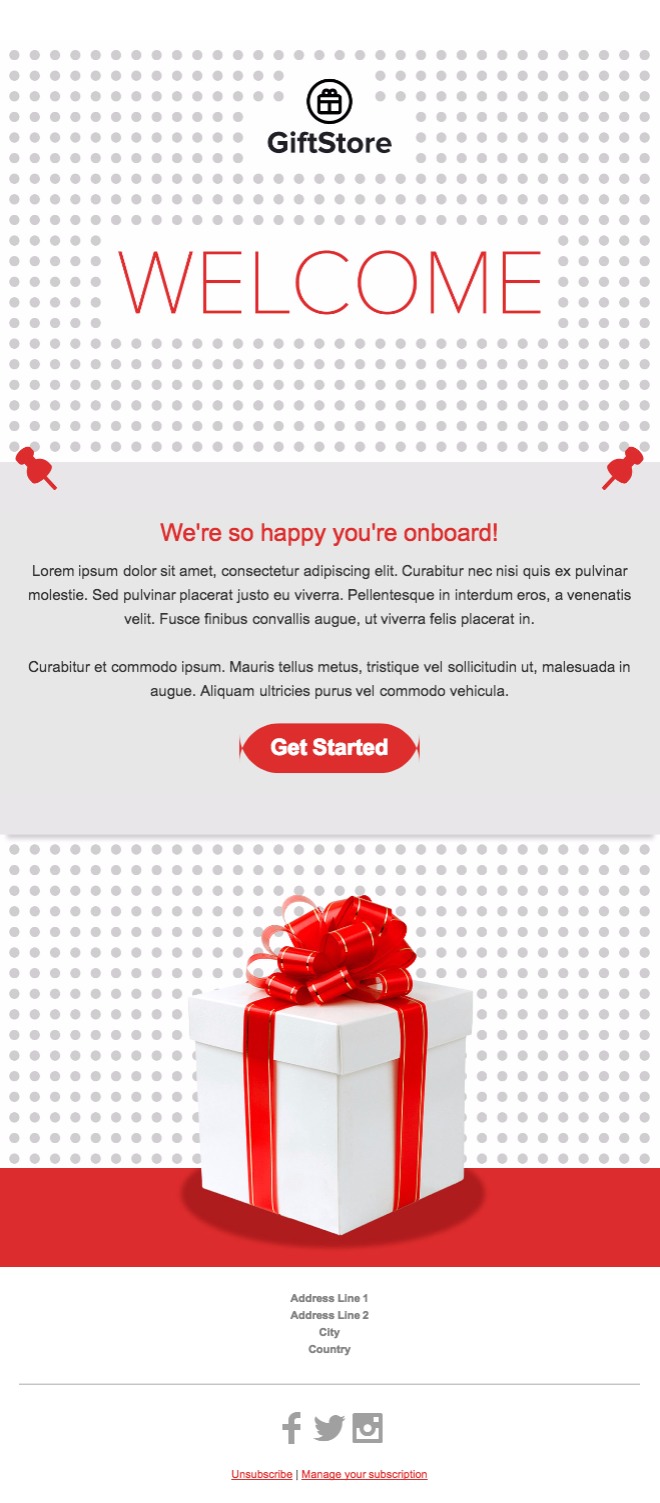 GiftStore
WELCOME
We're so happy you're onboard!
Lorem ipsum dolor sit amet, consectetur adipiscing elit. Curabitur nec nisi quis ex pulvinar
molestie. Sed pulvinar placerat justo eu viverra. Pellentesque in interdum eros, a venenatis
velit. Fusce finibus convallis augue, ut viverra felis placerat in.
Curabitur et commodo ipsum. Mauris tellus metus, tristique vel sollicitudin ut, malesuada in
augue. Aliquam ultricies purus vel commodo vehicula.
Get Started
Address Line 1
Address Line 2
City
Country
Unsubscribe | Manage your subscription